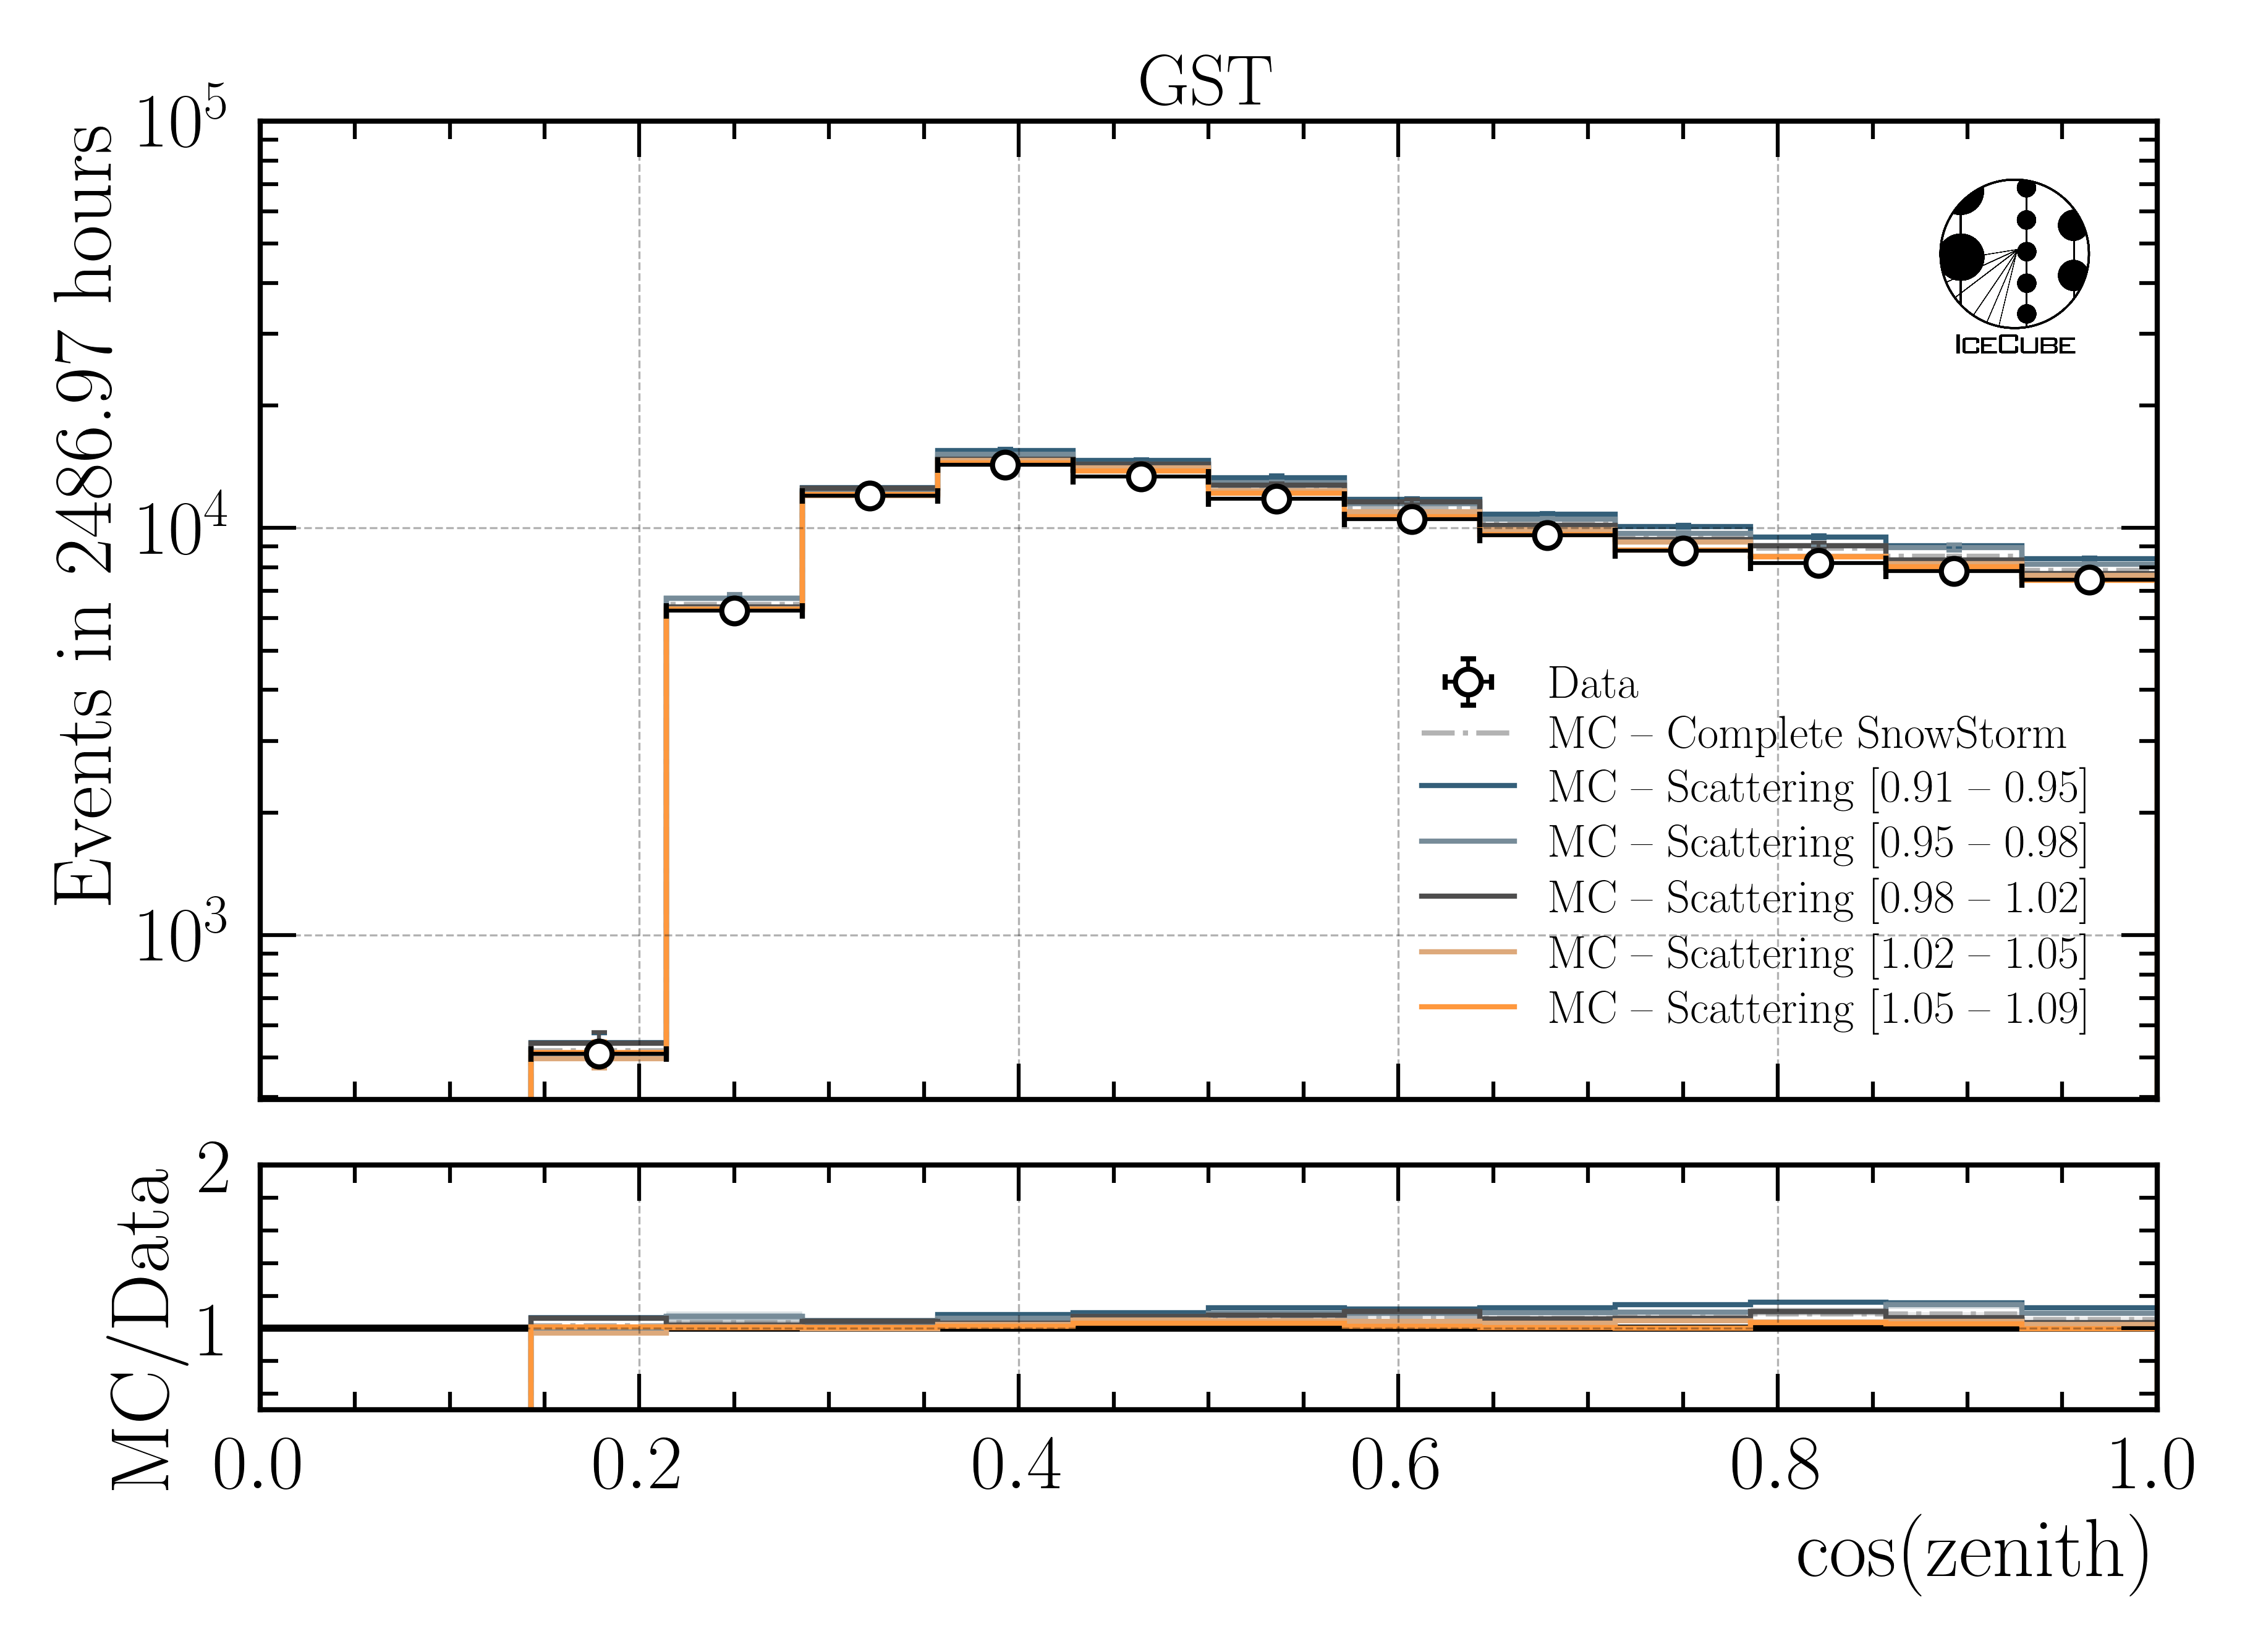 GST
Events in 2486.97 hours
10^5
10^4
10^3
IceCube
Data
MC – Complete SnowStorm
MC – Scattering [0.91 – 0.95]
MC – Scattering [0.95 – 0.98]
MC – Scattering [0.98 – 1.02]
MC – Scattering [1.02 – 1.05]
MC – Scattering [1.05 – 1.09]
MC/Data
2
1
0.0 0.2 0.4 0.6 0.8 1.0
cos(zenith)